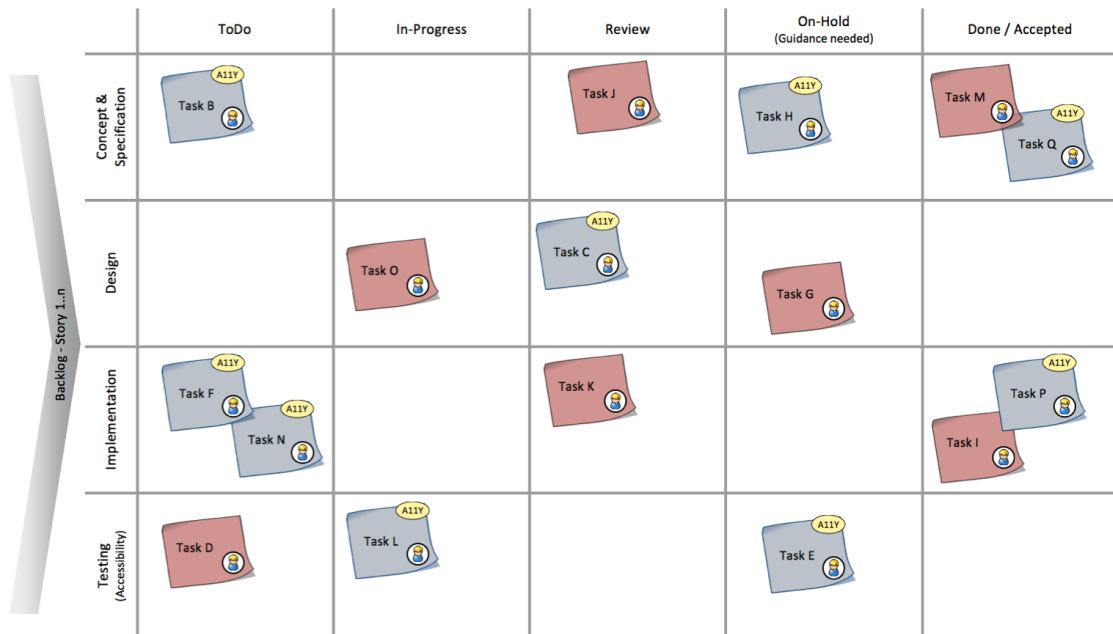 ToDo
In-Progress
Review
On-Hold
(Guidance needed)
Done / Accepted
Backlog - Story 1..n
Concept &
Specification
A11Y
Task B
Task J
A11Y
Task H
Task M
A11Y
Task Q
Design
Task O
A11Y
Task C
Task G
Implementation
A11Y
Task F
A11Y
Task N
Task K
A11Y
Task P
Task I
Testing
(Accessibility)
Task D
A11Y
Task L
A11Y
Task E